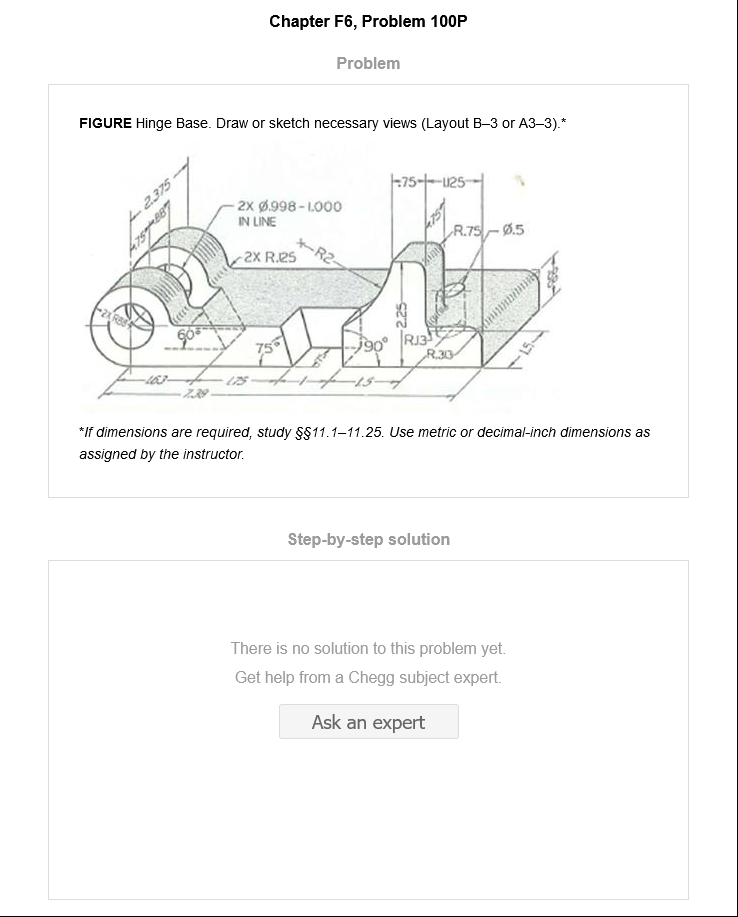 Chapter F6, Problem 100P
Problem
FIGURE Hinge Base. Draw or sketch necessary views (Layout B–3 or A3–3).*
2.375
.88
.75
2X Ø.998-1.000
IN LINE
2X R.125
R2
.75
1.125
.75
R.75
Ø.5
.88
2X R.88
60°
75°
90°
2.25
R.13
R.30
1.5
1.63
1.75
1
1.5
7.38
*If dimensions are required, study §§11.1–11.25. Use metric or decimal-inch dimensions as
assigned by the instructor.
Step-by-step solution
There is no solution to this problem yet.
Get help from a Chegg subject expert.
Ask an expert